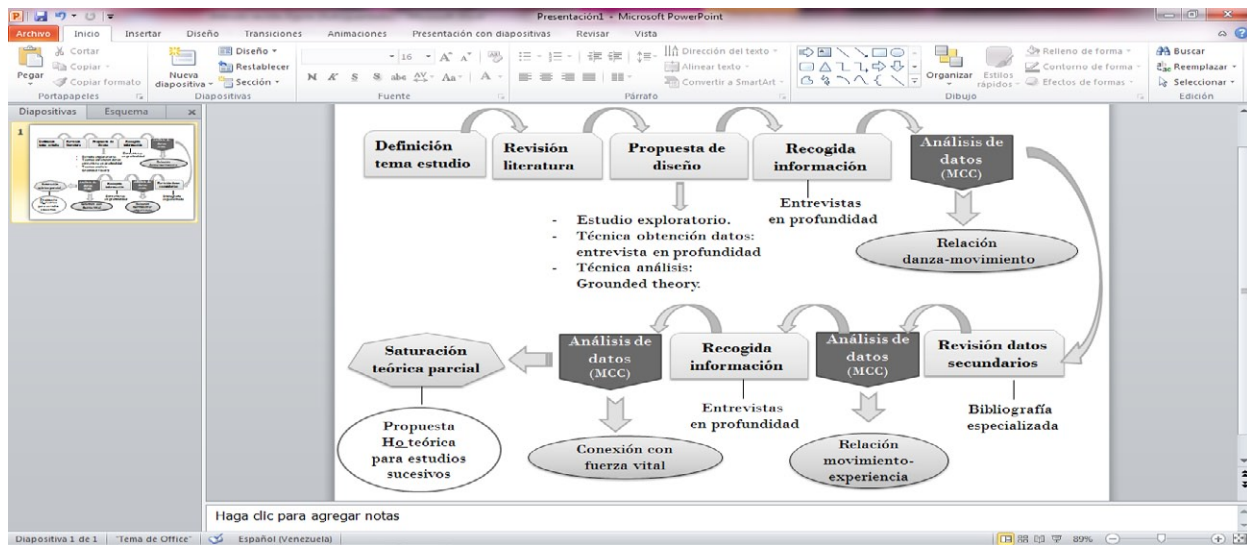 Presentación1 - Microsoft PowerPoint
Archivo Inicio Insertar Diseño Transiciones Animaciones Presentación con diapositivas Revisar Vista
Pegar
Cortar
Copiar
Copiar formato
Portapapeles
Nueva
diapositiva
Diseño
Restablecer
Sección
Diapositivas
16
N K S S abc AV Aa A
Fuente
Dirección del texto
Alinear texto
Convertir a SmartArt
Párrafo
Organizar
Estilos
rápidos
Relleno de forma
Contorno de forma
Efectos de formas
Dibujo
Buscar
Reemplazar
Seleccionar
Edición
Diapositivas Esquema
1
Definición
tema estudio
Revisión
literatura
Propuesta de
diseño
Recogida
información
Análisis de
datos
(MCC)
- Estudio exploratorio.
- Técnica obtención datos:
entrevista en profundidad
- Técnica análisis:
Grounded theory.
Entrevistas
en profundidad
Relación
danza-movimiento
Saturación
teórica parcial
Análisis de
datos
(MCC)
Recogida
información
Análisis de
datos
(MCC)
Revisión datos
secundarios
Propuesta
Ho teórica
para estudios
sucesivos
Conexión con
fuerza vital
Entrevistas
en profundidad
Relación
movimiento-
experiencia
Bibliografía
especializada
Haga clic para agregar notas
Diapositiva 1 de 1 "Tema de Office" Español (Venezuela) 89%